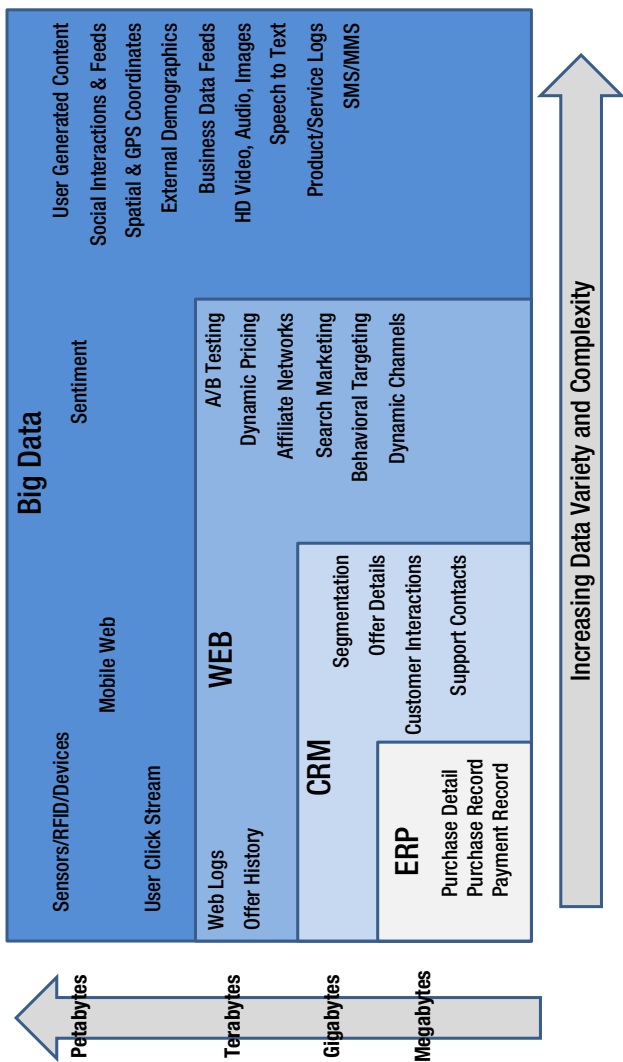 Big Data
Sensors/RFID/Devices
Mobile Web
User Click Stream
Sentiment
User Generated Content
Social Interactions & Feeds
Spatial & GPS Coordinates
External Demographics
Business Data Feeds
HD Video, Audio, Images
Speech to Text
Product/Service Logs
SMS/MMS
WEB
Web Logs
Offer History
A/B Testing
Dynamic Pricing
Affiliate Networks
Search Marketing
Behavioral Targeting
Dynamic Channels
CRM
Segmentation
Offer Details
Customer Interactions
Support Contacts
ERP
Purchase Detail
Purchase Record
Payment Record
Petabytes
Terabytes
Gigabytes
Megabytes
Increasing Data Variety and Complexity